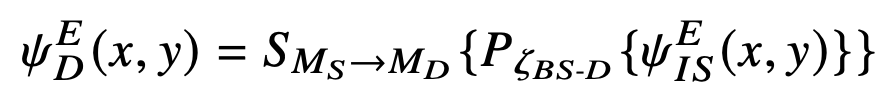 ψ_D^E(x, y) = S_{M_S→M_D}{P_{ζ_{BS-D}}{ψ_{IS}^E(x, y)}}